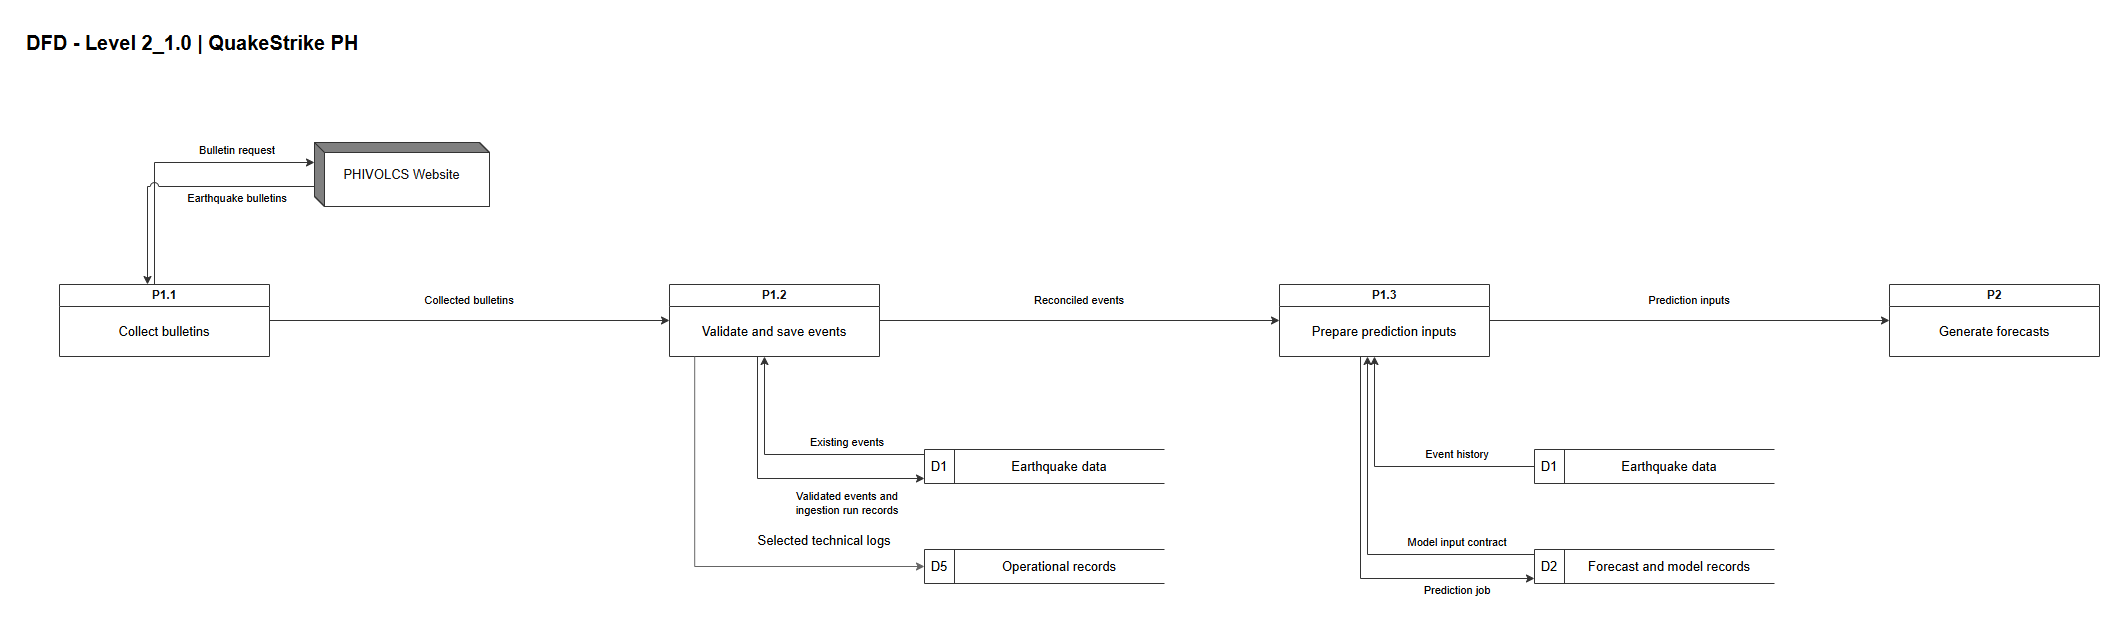 DFD - Level 2_1.0 | QuakeStrike PH
Bulletin request
PHIVOLCS Website
Earthquake bulletins
P1.1
Collect bulletins
Collected bulletins
P1.2
Validate and save events
Reconciled events
P1.3
Prepare prediction inputs
Prediction inputs
P2
Generate forecasts
Existing events
D1
Earthquake data
Validated events and
ingestion run records
Selected technical logs
D5
Operational records
Event history
D1
Earthquake data
Model input contract
D2
Forecast and model records
Prediction job